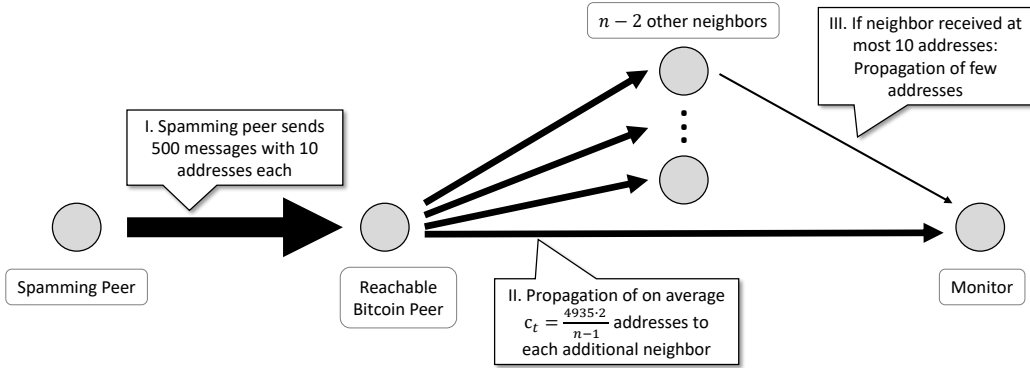 n − 2 other neighbors
III. If neighbor received at
most 10 addresses:
Propagation of few
addresses
I. Spamming peer sends
500 messages with 10
addresses each
Spamming Peer
Reachable
Bitcoin Peer
Monitor
II. Propagation of on average
c_t = \frac{4935·2}{n−1} addresses to
each additional neighbor